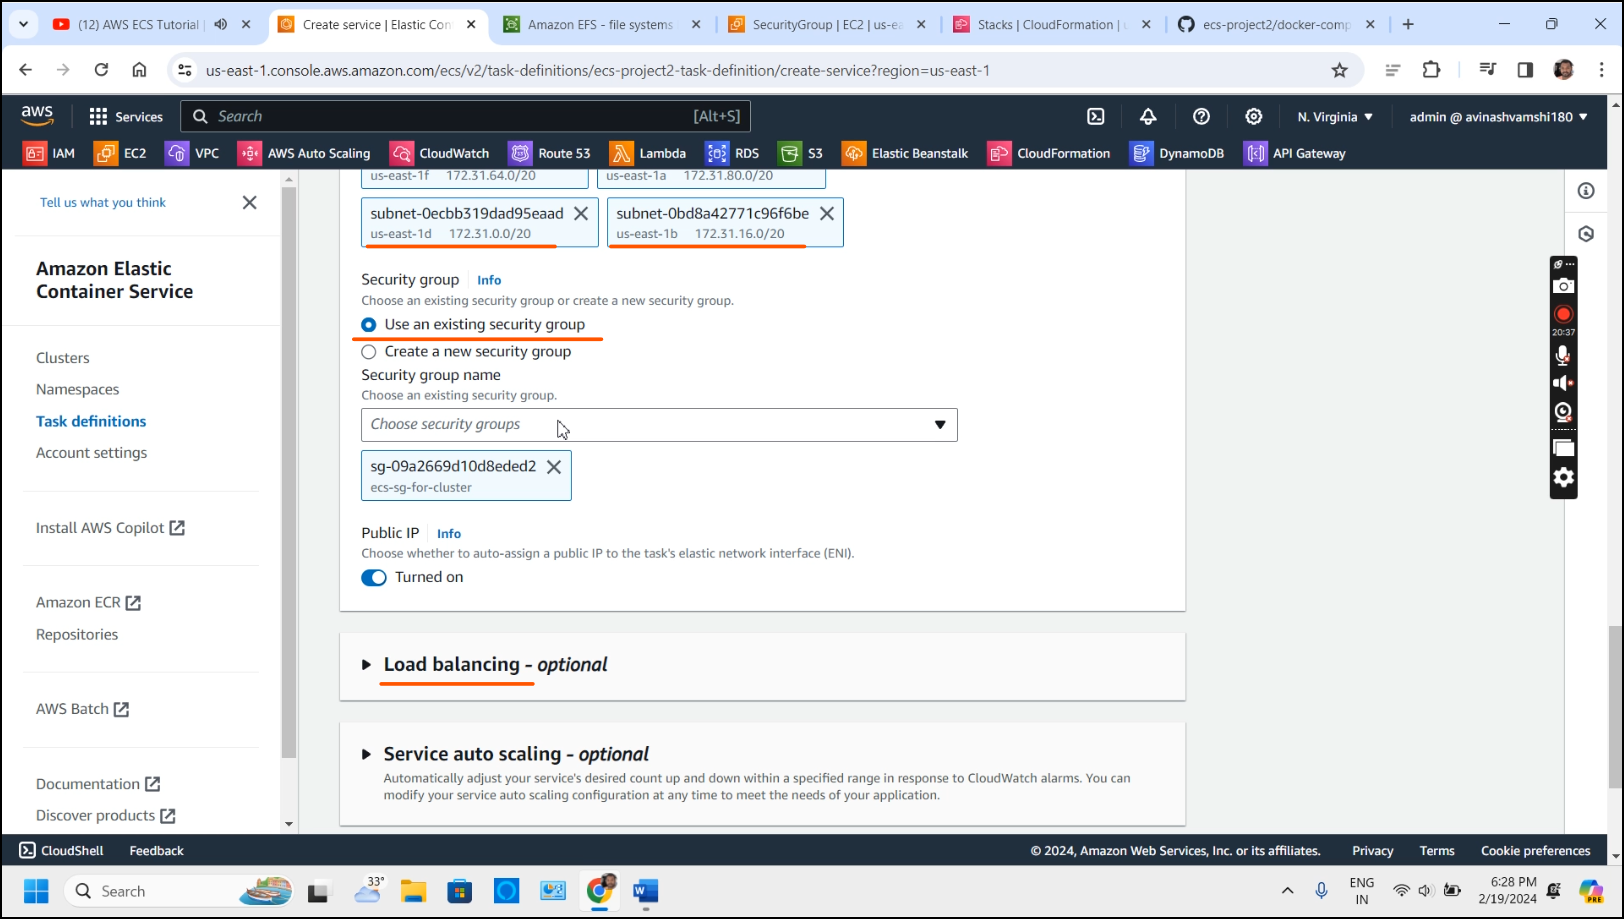 (12) AWS ECS Tutorial
Create service | Elastic Con
Amazon EFS - file systems
SecurityGroup | EC2 | us-ea
Stacks | CloudFormation | u
ecs-project2/docker-comp
us-east-1.console.aws.amazon.com/ecs/v2/task-definitions/ecs-project2-task-definition/create-service?region=us-east-1
aws
Services
Search
[Alt+S]
N. Virginia
admin @ avinashvamshi180
IAM
EC2
VPC
AWS Auto Scaling
CloudWatch
Route 53
Lambda
RDS
S3
Elastic Beanstalk
CloudFormation
DynamoDB
API Gateway
Tell us what you think
Amazon Elastic
Container Service
Clusters
Namespaces
Task definitions
Account settings
Install AWS Copilot
Amazon ECR
Repositories
AWS Batch
Documentation
Discover products
us-east-1f 172.31.64.0/20
us-east-1a 172.31.80.0/20
subnet-0ecbb319dad95eaad
us-east-1d 172.31.0.0/20
subnet-0bd8a42771c96f6be
us-east-1b 172.31.16.0/20
Security group Info
Choose an existing security group or create a new security group.
Use an existing security group
Create a new security group
Security group name
Choose an existing security group.
Choose security groups
sg-09a2669d10d8eded2
ecs-sg-for-cluster
Public IP Info
Choose whether to auto-assign a public IP to the task's elastic network interface (ENI).
Turned on
Load balancing - optional
Service auto scaling - optional
Automatically adjust your service's desired count up and down within a specified range in response to CloudWatch alarms. You can
modify your service auto scaling configuration at any time to meet the needs of your application.
20:37
CloudShell
Feedback
© 2024, Amazon Web Services, Inc. or its affiliates.
Privacy
Terms
Cookie preferences
Search
33°
ENG
IN
6:28 PM
2/19/2024
PRE